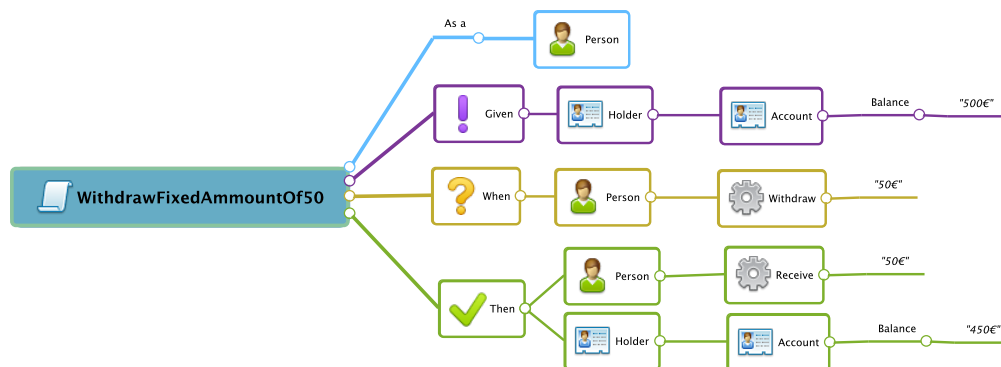 As a
Person
Given
Holder
Account
Balance
"500€"
WithdrawFixedAmmountOf50
When
Person
Withdraw
"50€"
Then
Person
Receive
"50€"
Holder
Account
Balance
"450€"